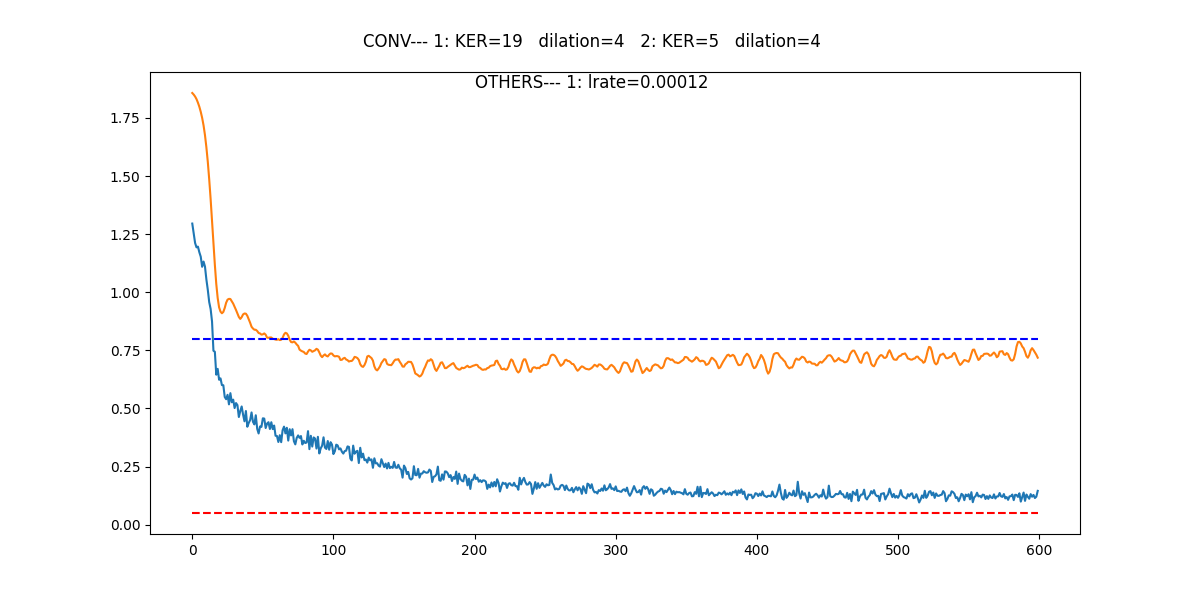 CONV--- 1: KER=19   dilation=4   2: KER=5   dilation=4
OTHERS--- 1: lrate=0.00012
1.75
1.50
1.25
1.00
0.75
0.50
0.25
0.00
0 100 200 300 400 500 600